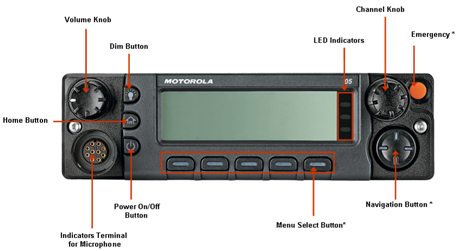 Channel Knob
Volume Knob
Dim Button
LED Indicators
Emergency *
MOTOROLA
05
Home Button
Power On/Off
Button
Navigation Button *
Menu Select Button*
Indicators Terminal
for Microphone